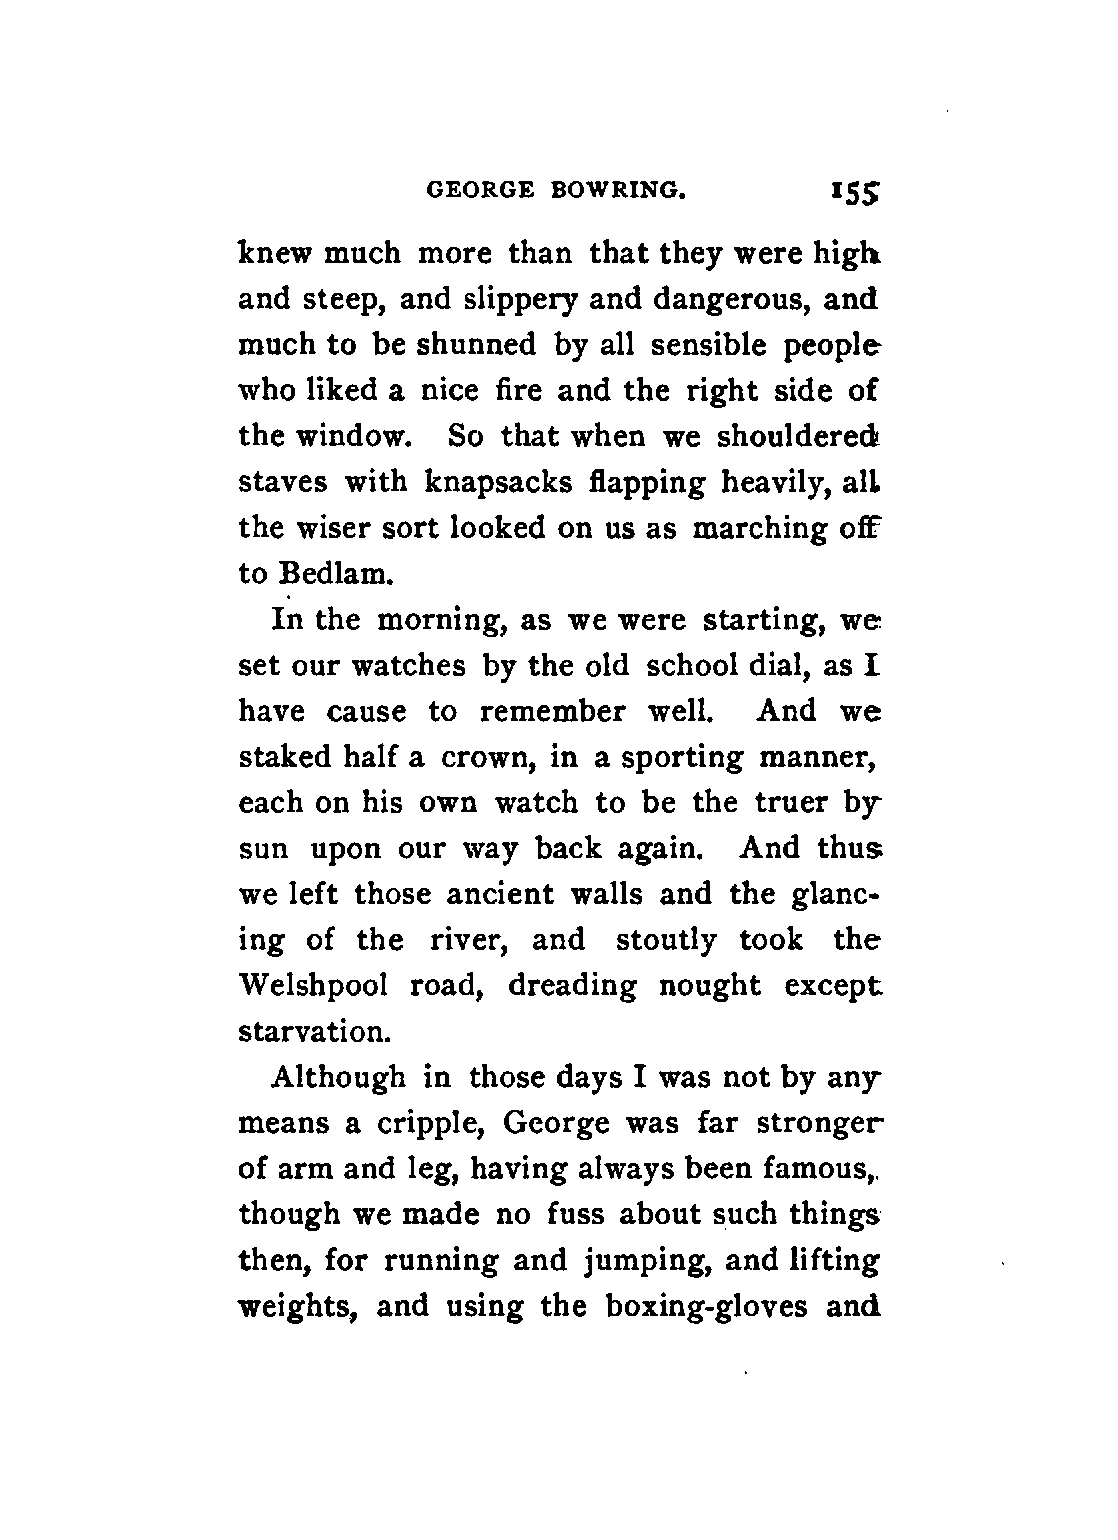 GEORGE BOWRING. 155
knew much more than that they were high
and steep, and slippery and dangerous, and
much to be shunned by all sensible people
who liked a nice fire and the right side of
the window. So that when we shouldered
staves with knapsacks flapping heavily, all
the wiser sort looked on us as marching off
to Bedlam.
In the morning, as we were starting, we
set our watches by the old school dial, as I
have cause to remember well. And we
staked half a crown, in a sporting manner,
each on his own watch to be the truer by
sun upon our way back again. And thus
we left those ancient walls and the glanc-
ing of the river, and stoutly took the
Welshpool road, dreading nought except
starvation.
Although in those days I was not by any
means a cripple, George was far stronger
of arm and leg, having always been famous,
though we made no fuss about such things
then, for running and jumping, and lifting
weights, and using the boxing-gloves and